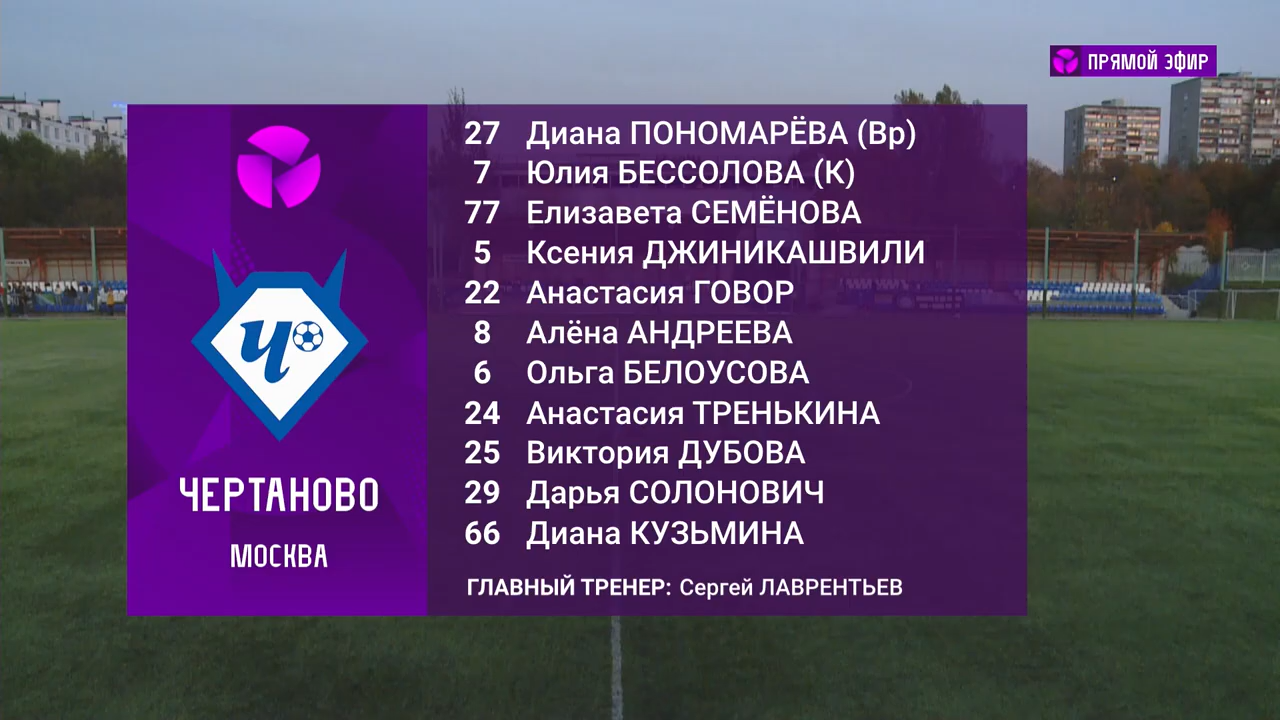 ПРЯМОЙ ЭФИР
27 Диана ПОНОМАРЁВА (Вр)
7 Юлия БЕССОЛОВА (К)
77 Елизавета СЕМЁНОВА
5 Ксения ДЖИНИКАШВИЛИ
22 Анастасия ГОВОР
8 Алёна АНДРЕЕВА
6 Ольга БЕЛОУСОВА
24 Анастасия ТРЕНЬКИНА
25 Виктория ДУБОВА
29 Дарья СОЛОНОВИЧ
66 Диана КУЗЬМИНА
ГЛАВНЫЙ ТРЕНЕР: Сергей ЛАВРЕНТЬЕВ
Ч
ЧЕРТАНОВО
МОСКВА